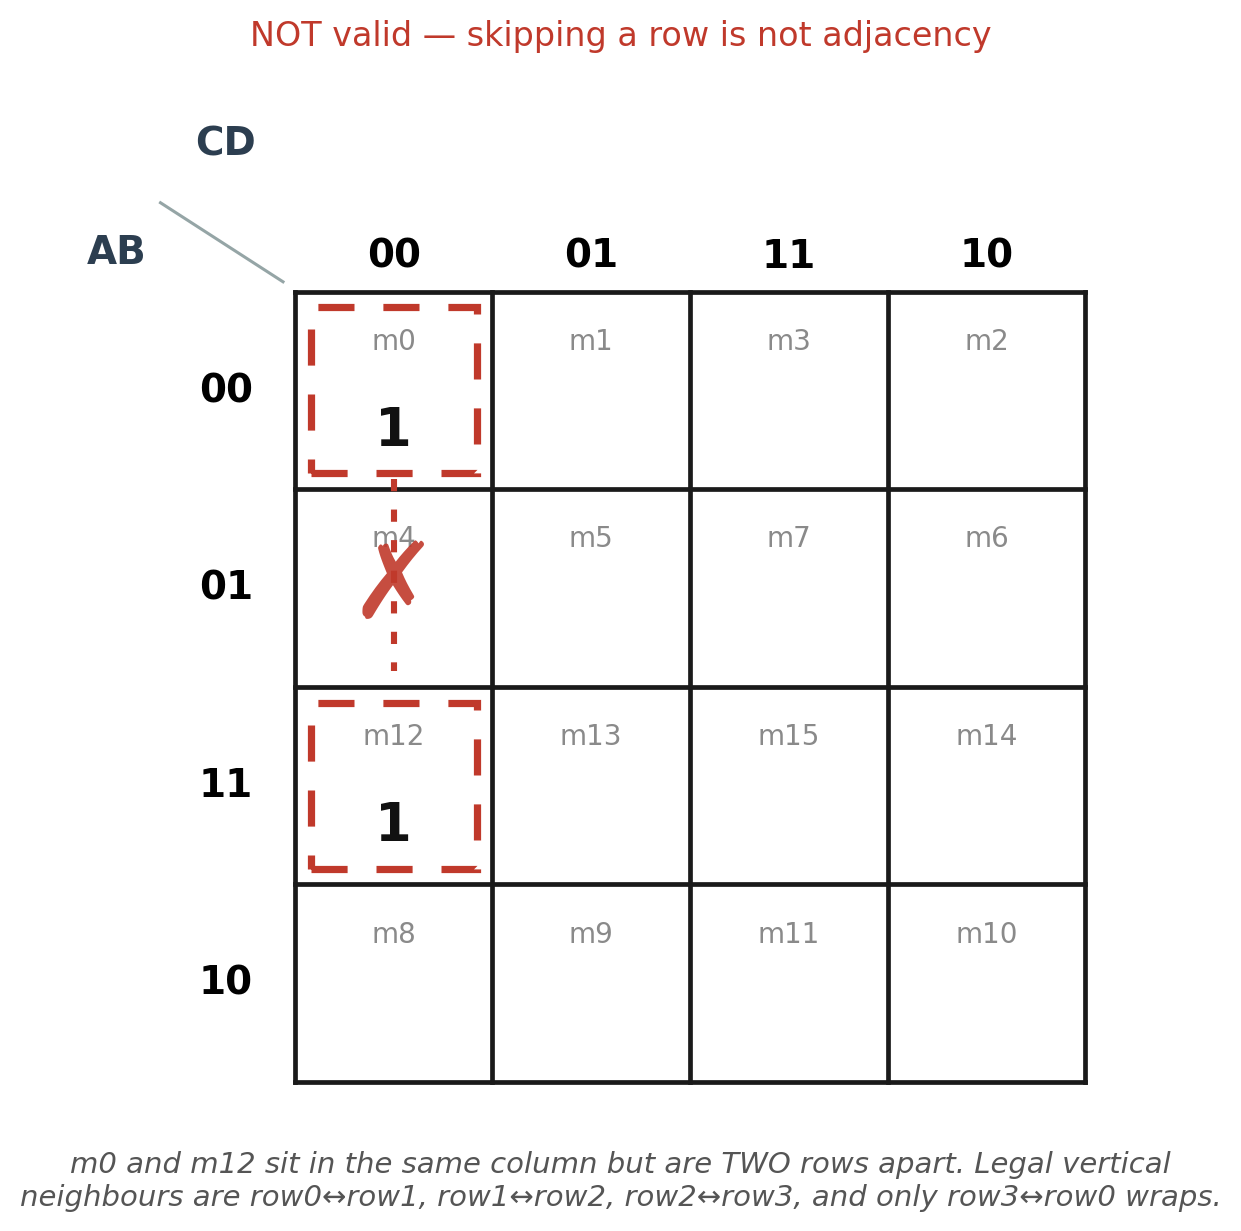 NOT valid — skipping a row is not adjacency
CD
AB
00 01 11 10
m0 m1 m3 m2
00
1
m4 m5 m7 m6
✗
01
m12 m13 m15 m14
11
1
m8 m9 m11 m10
10
m0 and m12 sit in the same column but are TWO rows apart. Legal vertical
neighbours are row0↔row1, row1↔row2, row2↔row3, and only row3↔row0 wraps.